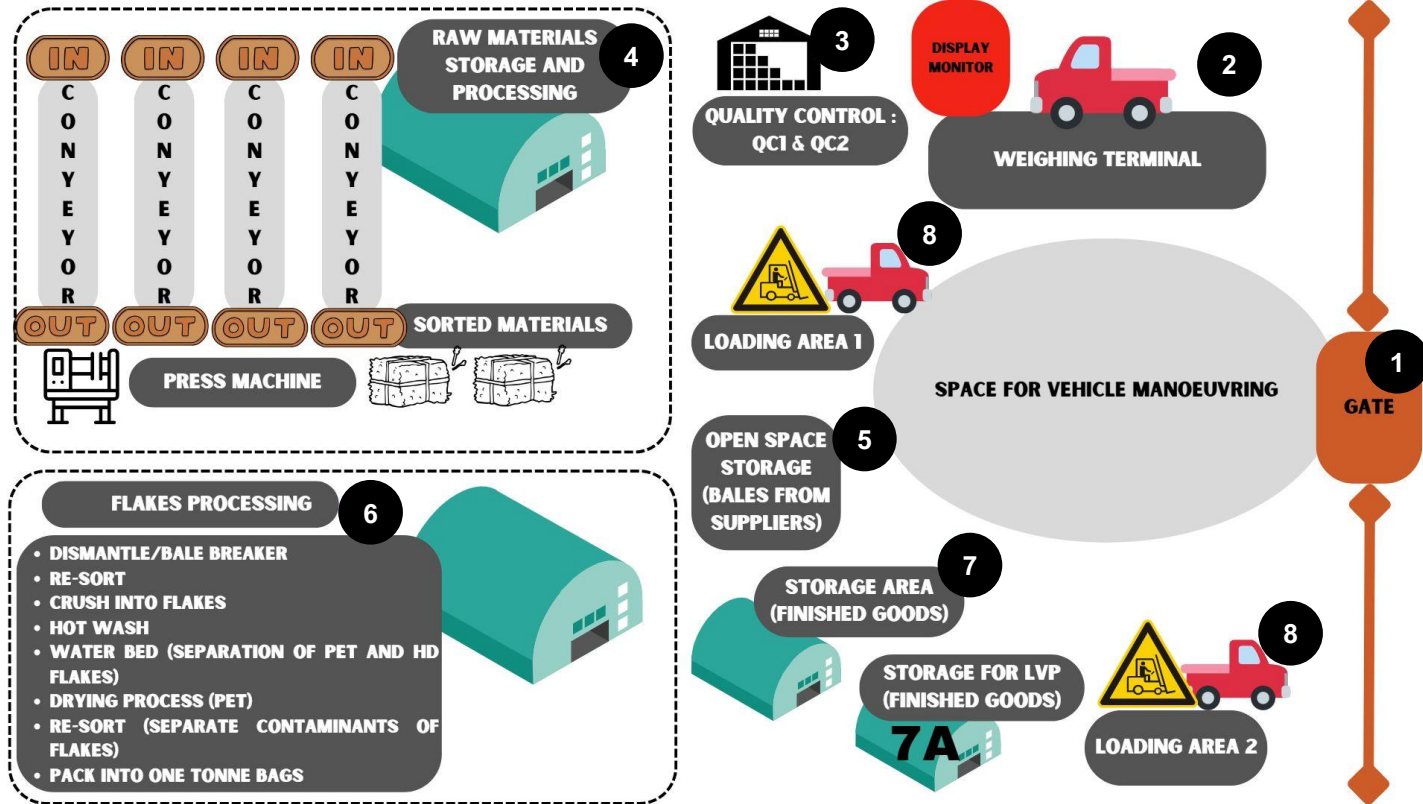 IN
IN
IN
IN
CONYEYOR
CONYEYOR
CONYEYOR
CONYEYOR
OUT
OUT
OUT
OUT
RAW MATERIALS
STORAGE AND
PROCESSING
4
SORTED MATERIALS
PRESS MACHINE
3
QUALITY CONTROL :
QC1 & QC2
DISPLAY
MONITOR
2
WEIGHING TERMINAL
8
LOADING AREA 1
SPACE FOR VEHICLE MANOEUVRING
1
GATE
OPEN SPACE
STORAGE
(BALES FROM
SUPPLIERS)
5
FLAKES PROCESSING
6
• DISMANTLE/BALE BREAKER
• RE-SORT
• CRUSH INTO FLAKES
• HOT WASH
• WATER BED (SEPARATION OF PET AND HD
FLAKES)
• DRYING PROCESS (PET)
• RE-SORT (SEPARATE CONTAMINANTS OF
FLAKES)
• PACK INTO ONE TONNE BAGS
7
STORAGE AREA
(FINISHED GOODS)
STORAGE FOR LVP
(FINISHED GOODS)
7A
8
LOADING AREA 2